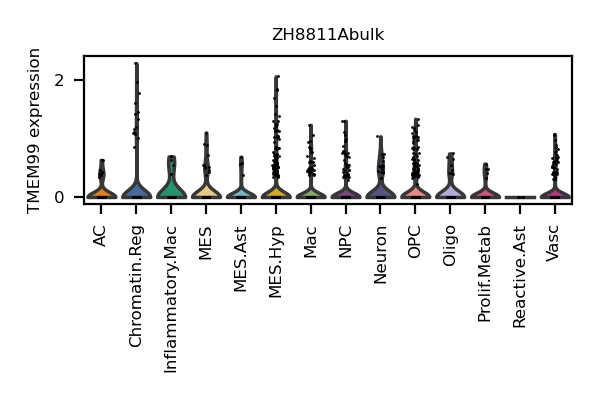 ZH8811Abulk
TMEM99 expression
2
0
AC
Chromatin.Reg
Inflammatory.Mac
MES
MES.Ast
MES.Hyp
Mac
NPC
Neuron
OPC
Oligo
Prolif.Metab
Reactive.Ast
Vasc